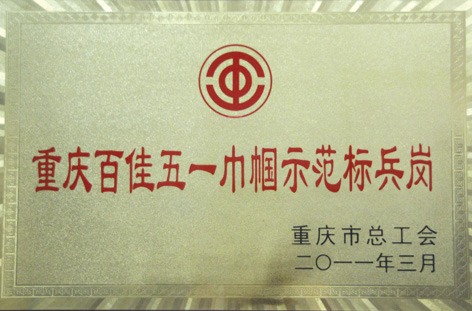 重庆百佳五一巾帼示范标兵岗
重庆市总工会
二〇一一年三月